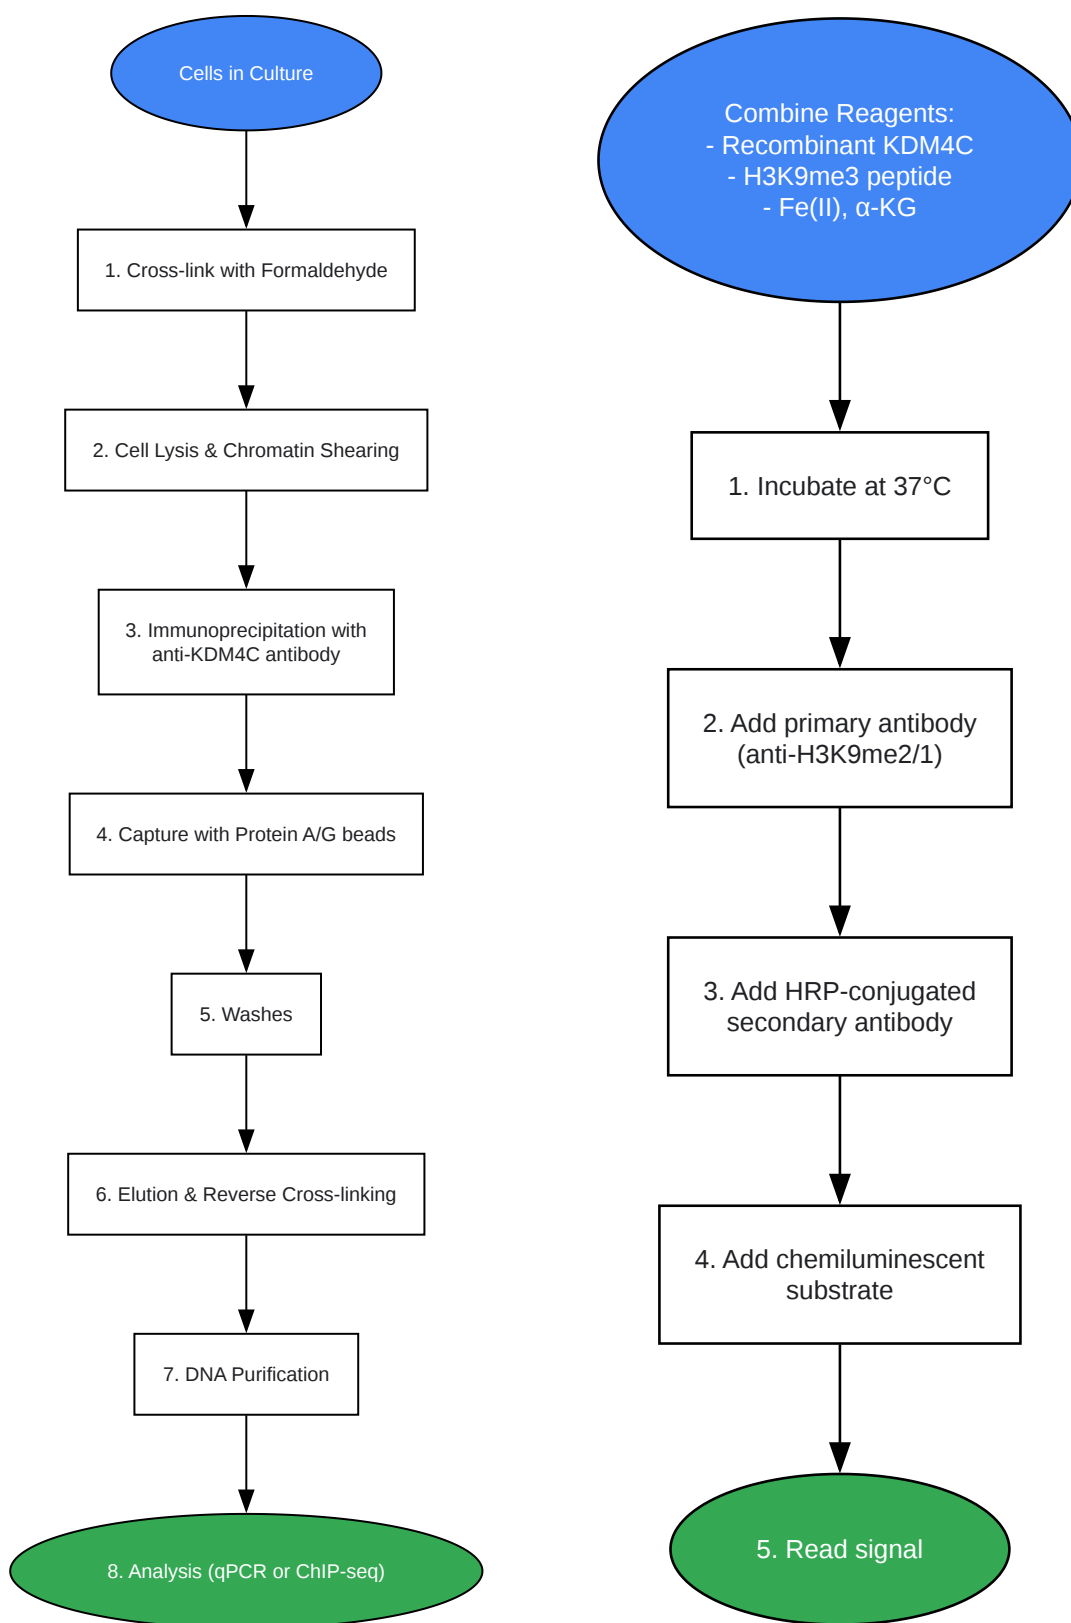 Cells in Culture
1. Cross-link with Formaldehyde
2. Cell Lysis & Chromatin Shearing
3. Immunoprecipitation with
anti-KDM4C antibody
4. Capture with Protein A/G beads
5. Washes
6. Elution & Reverse Cross-linking
7. DNA Purification
8. Analysis (qPCR or ChIP-seq)
Combine Reagents:
- Recombinant KDM4C
- H3K9me3 peptide
- Fe(II), α-KG
1. Incubate at 37°C
2. Add primary antibody
(anti-H3K9me2/1)
3. Add HRP-conjugated
secondary antibody
4. Add chemiluminescent
substrate
5. Read signal